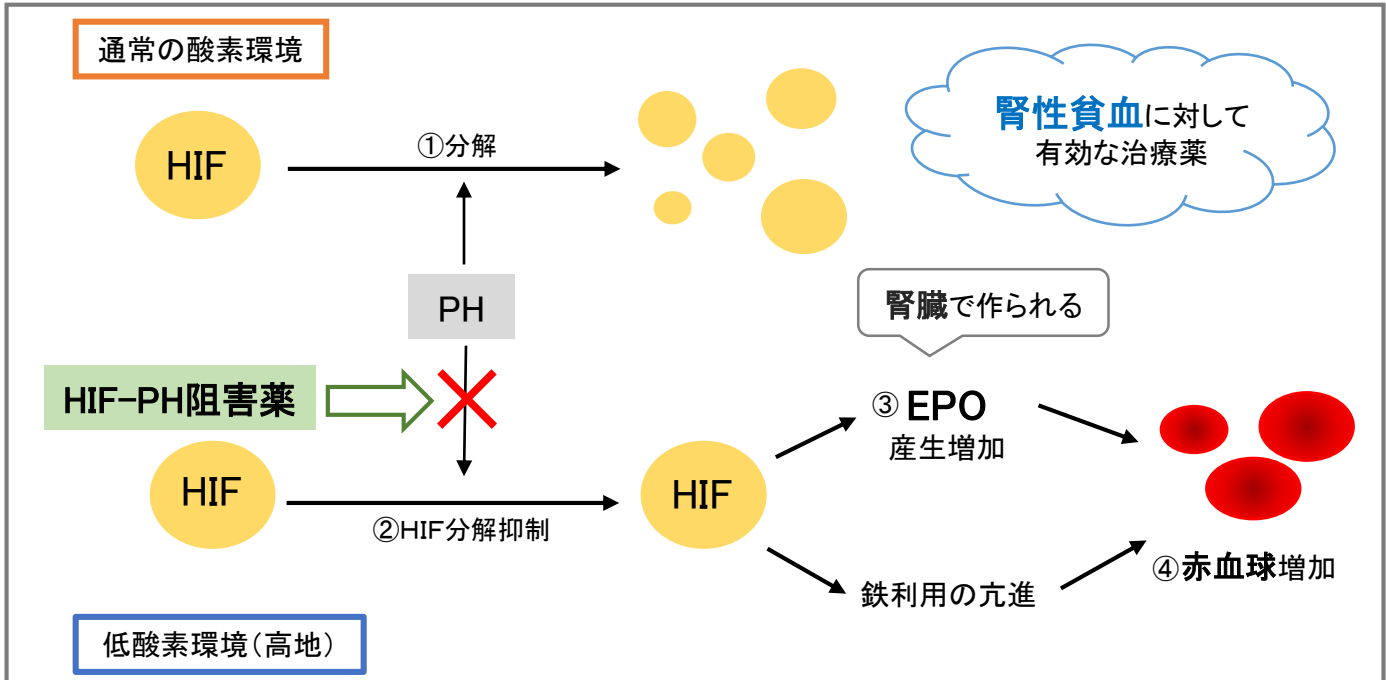 通常の酸素環境
HIF
①分解
腎性貧血に対して
有効な治療薬
PH
腎臓で作られる
HIF-PH阻害薬
③ EPO
産生増加
HIF
②HIF分解抑制
HIF
④赤血球増加
鉄利用の亢進
低酸素環境(高地)